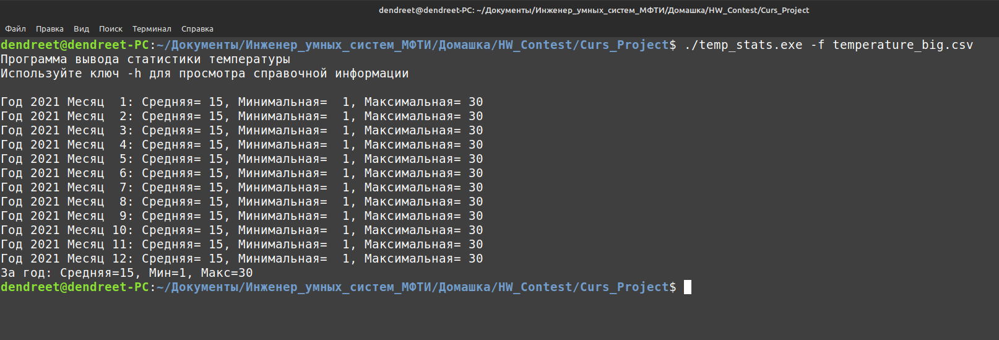 dendreet@dendreet-PC: ~/Документы/Инженер_умных_систем_МФТИ/Домашка/HW_Contest/Curs_Project
Файл Правка Вид Поиск Терминал Справка
dendreet@dendreet-PC:~/Документы/Инженер_умных_систем_МФТИ/Домашка/HW_Contest/Curs_Project$ ./temp_stats.exe -f temperature_big.csv
Программа вывода статистики температуры
Используйте ключ -h для просмотра справочной информации
Год 2021 Месяц  1: Средняя= 15, Минимальная=  1, Максимальная= 30
Год 2021 Месяц  2: Средняя= 15, Минимальная=  1, Максимальная= 30
Год 2021 Месяц  3: Средняя= 15, Минимальная=  1, Максимальная= 30
Год 2021 Месяц  4: Средняя= 15, Минимальная=  1, Максимальная= 30
Год 2021 Месяц  5: Средняя= 15, Минимальная=  1, Максимальная= 30
Год 2021 Месяц  6: Средняя= 15, Минимальная=  1, Максимальная= 30
Год 2021 Месяц  7: Средняя= 15, Минимальная=  1, Максимальная= 30
Год 2021 Месяц  8: Средняя= 15, Минимальная=  1, Максимальная= 30
Год 2021 Месяц  9: Средняя= 15, Минимальная=  1, Максимальная= 30
Год 2021 Месяц 10: Средняя= 15, Минимальная=  1, Максимальная= 30
Год 2021 Месяц 11: Средняя= 15, Минимальная=  1, Максимальная= 30
Год 2021 Месяц 12: Средняя= 15, Минимальная=  1, Максимальная= 30
За год: Средняя=15, Мин=1, Макс=30
dendreet@dendreet-PC:~/Документы/Инженер_умных_систем_МФТИ/Домашка/HW_Contest/Curs_Project$